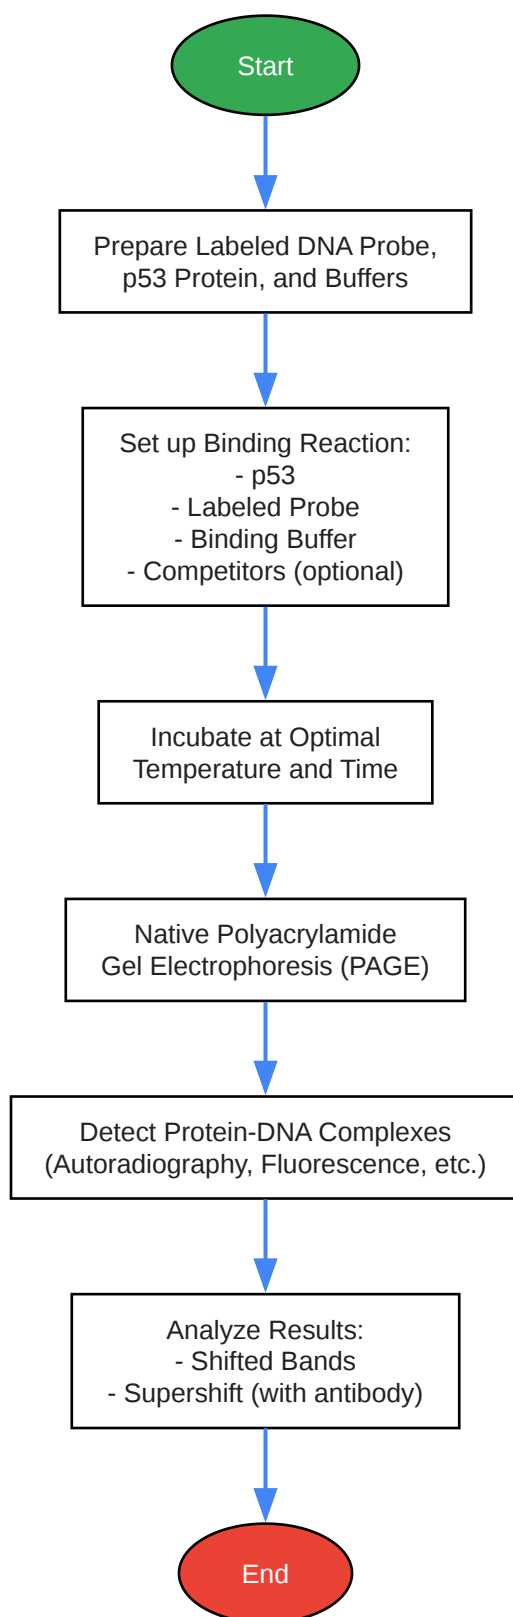 Start
Prepare Labeled DNA Probe,
p53 Protein, and Buffers
Set up Binding Reaction:
- p53
- Labeled Probe
- Binding Buffer
- Competitors (optional)
Incubate at Optimal
Temperature and Time
Native Polyacrylamide
Gel Electrophoresis (PAGE)
Detect Protein-DNA Complexes
(Autoradiography, Fluorescence, etc.)
Analyze Results:
- Shifted Bands
- Supershift (with antibody)
End